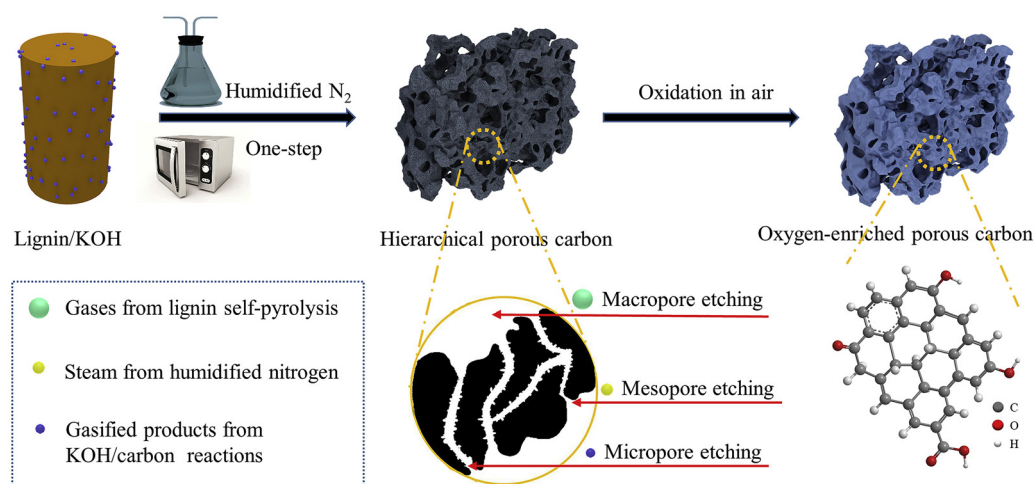 Humidified N₂
One-step
Oxidation in air
Lignin/KOH
Hierarchical porous carbon
Oxygen-enriched porous carbon
Gases from lignin self-pyrolysis
Steam from humidified nitrogen
Gasified products from
KOH/carbon reactions
Macropore etching
Mesopore etching
Micropore etching
C
O
H